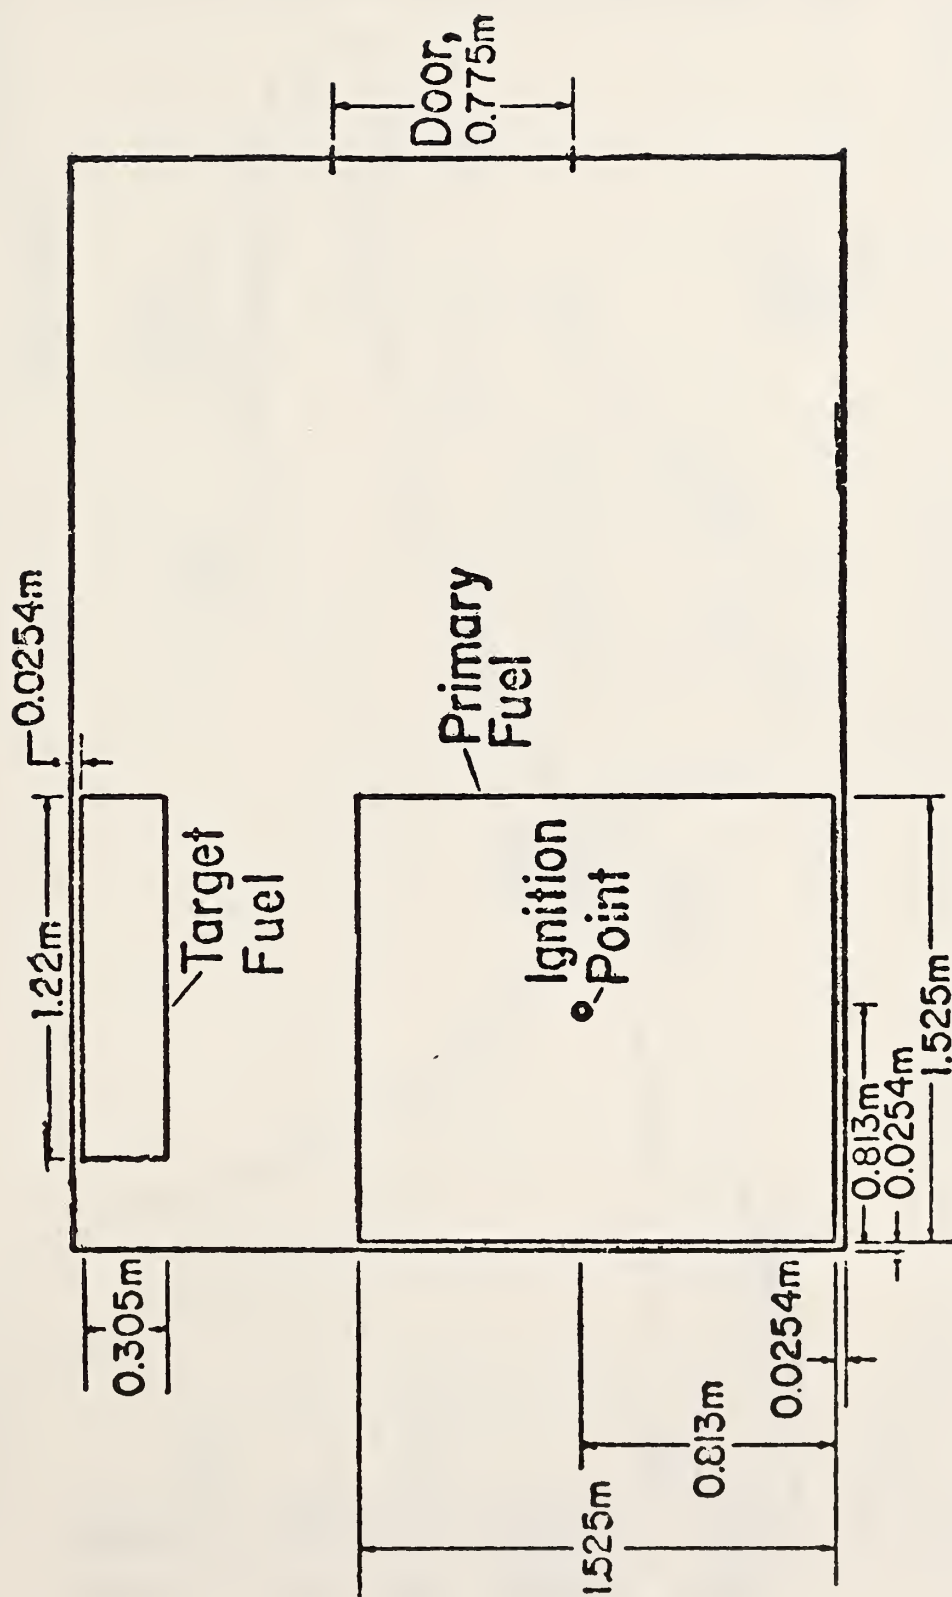 Door,
0.775m
0.0254m
1.22m
Target
Fuel
Primary
Fuel
Ignition
Point
0.813m
0.0254m
1.525m
0.305m
0.0254m
0.813m
1.525m